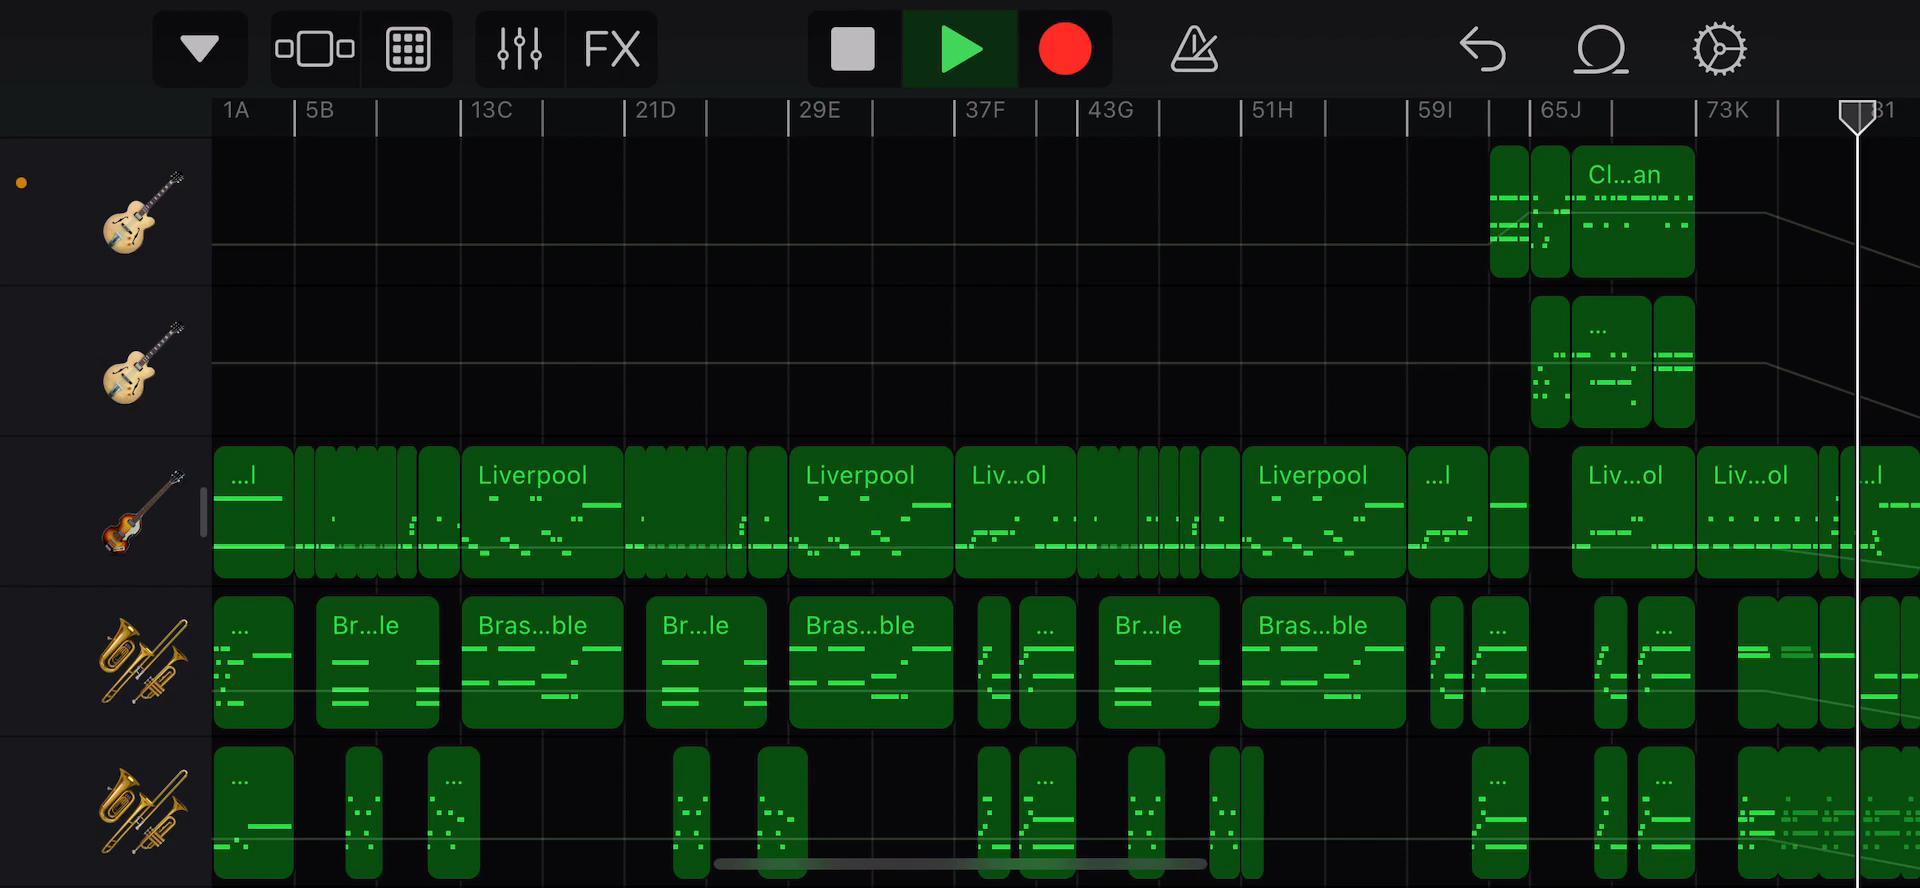 FX
1A 5B 13C 21D 29E 37F 43G 51H 59I 65J 73K 81
Cl...an
...
...l Liverpool Liverpool Liv...ol Liverpool ...l Liv...ol Liv...ol ...l
... Br...le Bras...ble Br...le Bras...ble ... Br...le Bras...ble ... ...
... ... ... ... ...